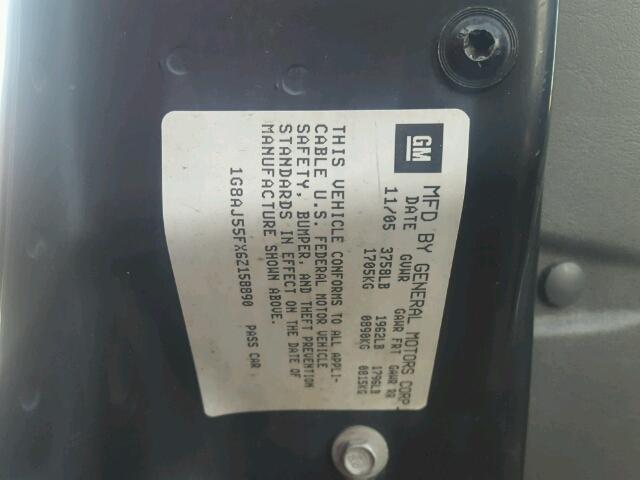 GM
MFD BY GENERAL MOTORS CORP
DATE GVWR GAWR FRT GAWR RR
11/05 3758LB 1962LB 1796LB
1705KG 0890KG 0815KG
THIS VEHICLE CONFORMS TO ALL APPLI-
CABLE U.S. FEDERAL MOTOR VEHICLE
SAFETY, BUMPER, AND THEFT PREVENTION
STANDARDS IN EFFECT ON THE DATE OF
MANUFACTURE SHOWN ABOVE.
1G8AJ55FX6Z158890 PASS CAR